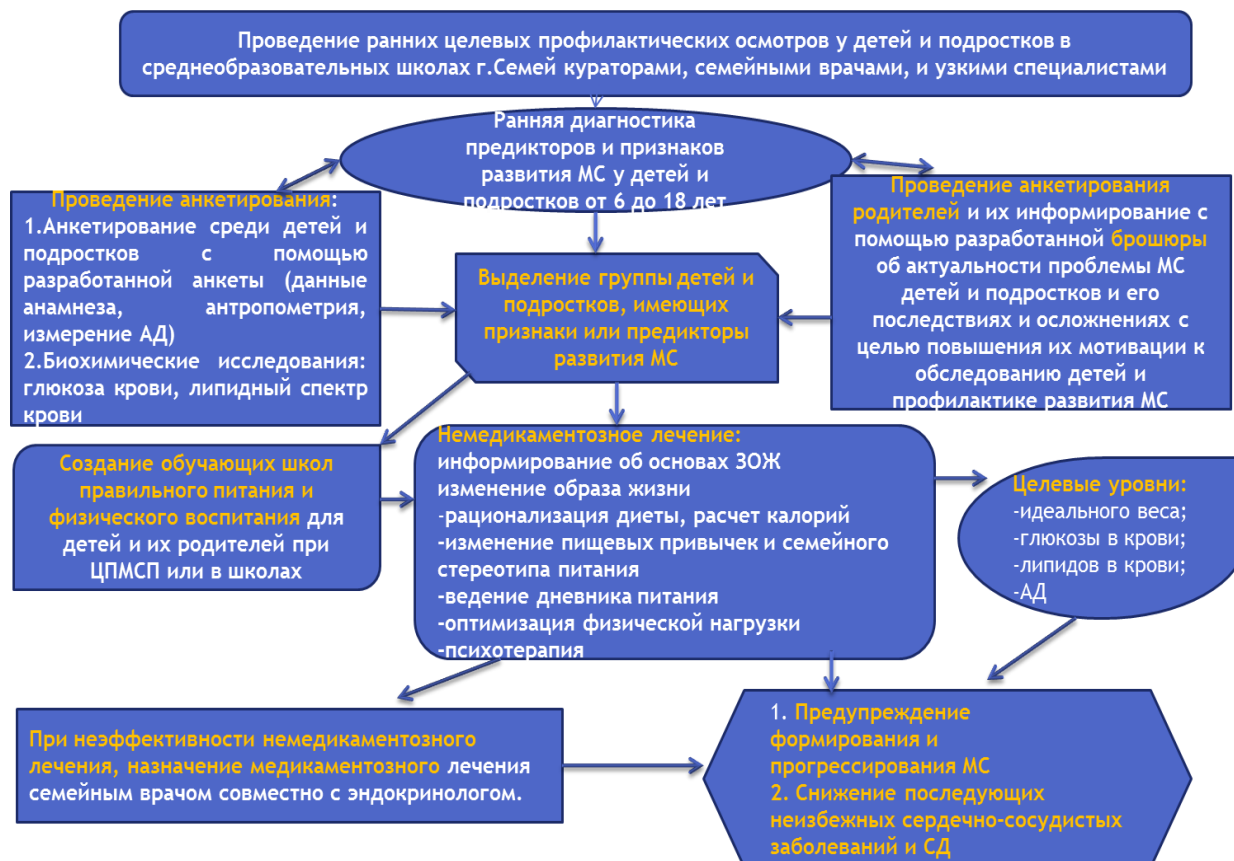 Проведение ранних целевых профилактических осмотров у детей и подростков в
среднеобразовательных школах г.Семей кураторами, семейными врачами, и узкими специалистами
Ранняя диагностика
предикторов и признаков
развития МС у детей и
подростков от 6 до 18 лет
Проведение анкетирования:
1.Анкетирование среди детей и
подростков с помощью
разработанной анкеты (данные
анамнеза, антропометрия,
измерение АД)
2.Биохимические исследования:
глюкоза крови, липидный спектр
крови
Выделение группы детей и
подростков, имеющих
признаки или предикторы
развития МС
Проведение анкетирования
родителей и их информирование с
помощью разработанной брошюры
об актуальности проблемы МС
детей и подростков и его
последствиях и осложнениях с
целью повышения их мотивации к
обследованию детей и
профилактике развития МС
Создание обучающих школ
правильного питания и
физического воспитания для
детей и их родителей при
ЦПМСП или в школах
Немедикаментозное лечение:
информирование об основах ЗОЖ
изменение образа жизни
-рационализация диеты, расчет калорий
-изменение пищевых привычек и семейного
стереотипа питания
-ведение дневника питания
-оптимизация физической нагрузки
-психотерапия
Целевые уровни:
-идеального веса;
-глюкозы в крови;
-липидов в крови;
-АД
При неэффективности немедикаментозного
лечения, назначение медикаментозного лечения
семейным врачом совместно с эндокринологом.
1. Предупреждение
формирования и
прогрессирования МС
2. Снижение последующих
неизбежных сердечно-сосудистых
заболеваний и СД